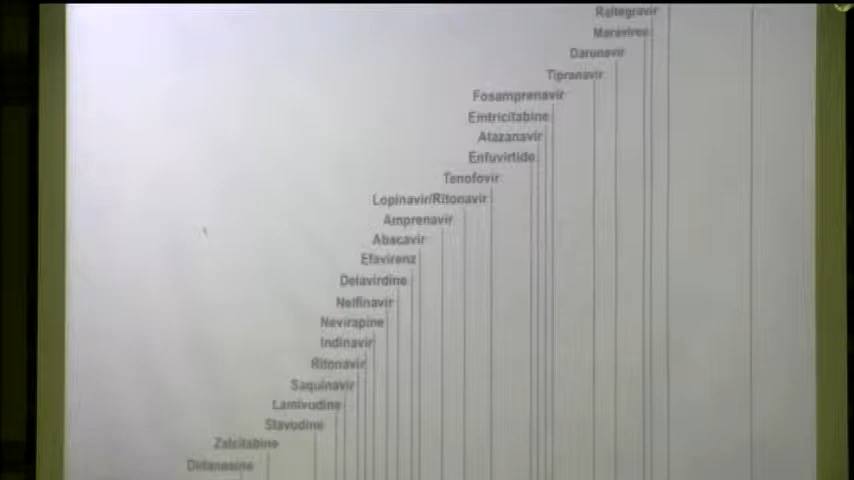 Raltegravir
Maraviroc
Darunavir
Tipranavir
Fosamprenavir
Emtricitabine
Atazanavir
Enfuvirtide
Tenofovir
Lopinavir/Ritonavir
Amprenavir
Abacavir
Efavirenz
Delavirdine
Nelfinavir
Nevirapine
Indinavir
Ritonavir
Saquinavir
Lamivudine
Stavudine
Zalcitabine
Didanosine